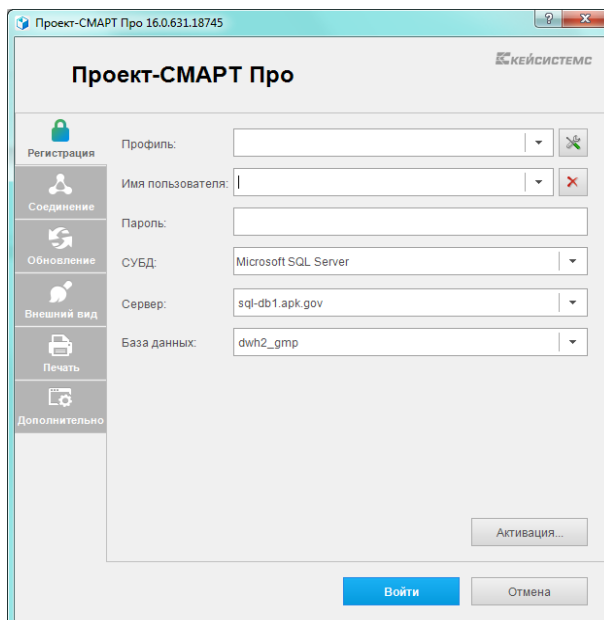 Проект-СМАРТ Про 16.0.631.18745
Проект-СМАРТ Про
КЕЙСИСТЕМС
Регистрация
Соединение
Обновление
Внешний вид
Печать
Дополнительно
Профиль:
Имя пользователя:
Пароль:
СУБД: Microsoft SQL Server
Сервер: sql-db1.apk.gov
База данных: dwh2_gmp
Активация...
Войти Отмена